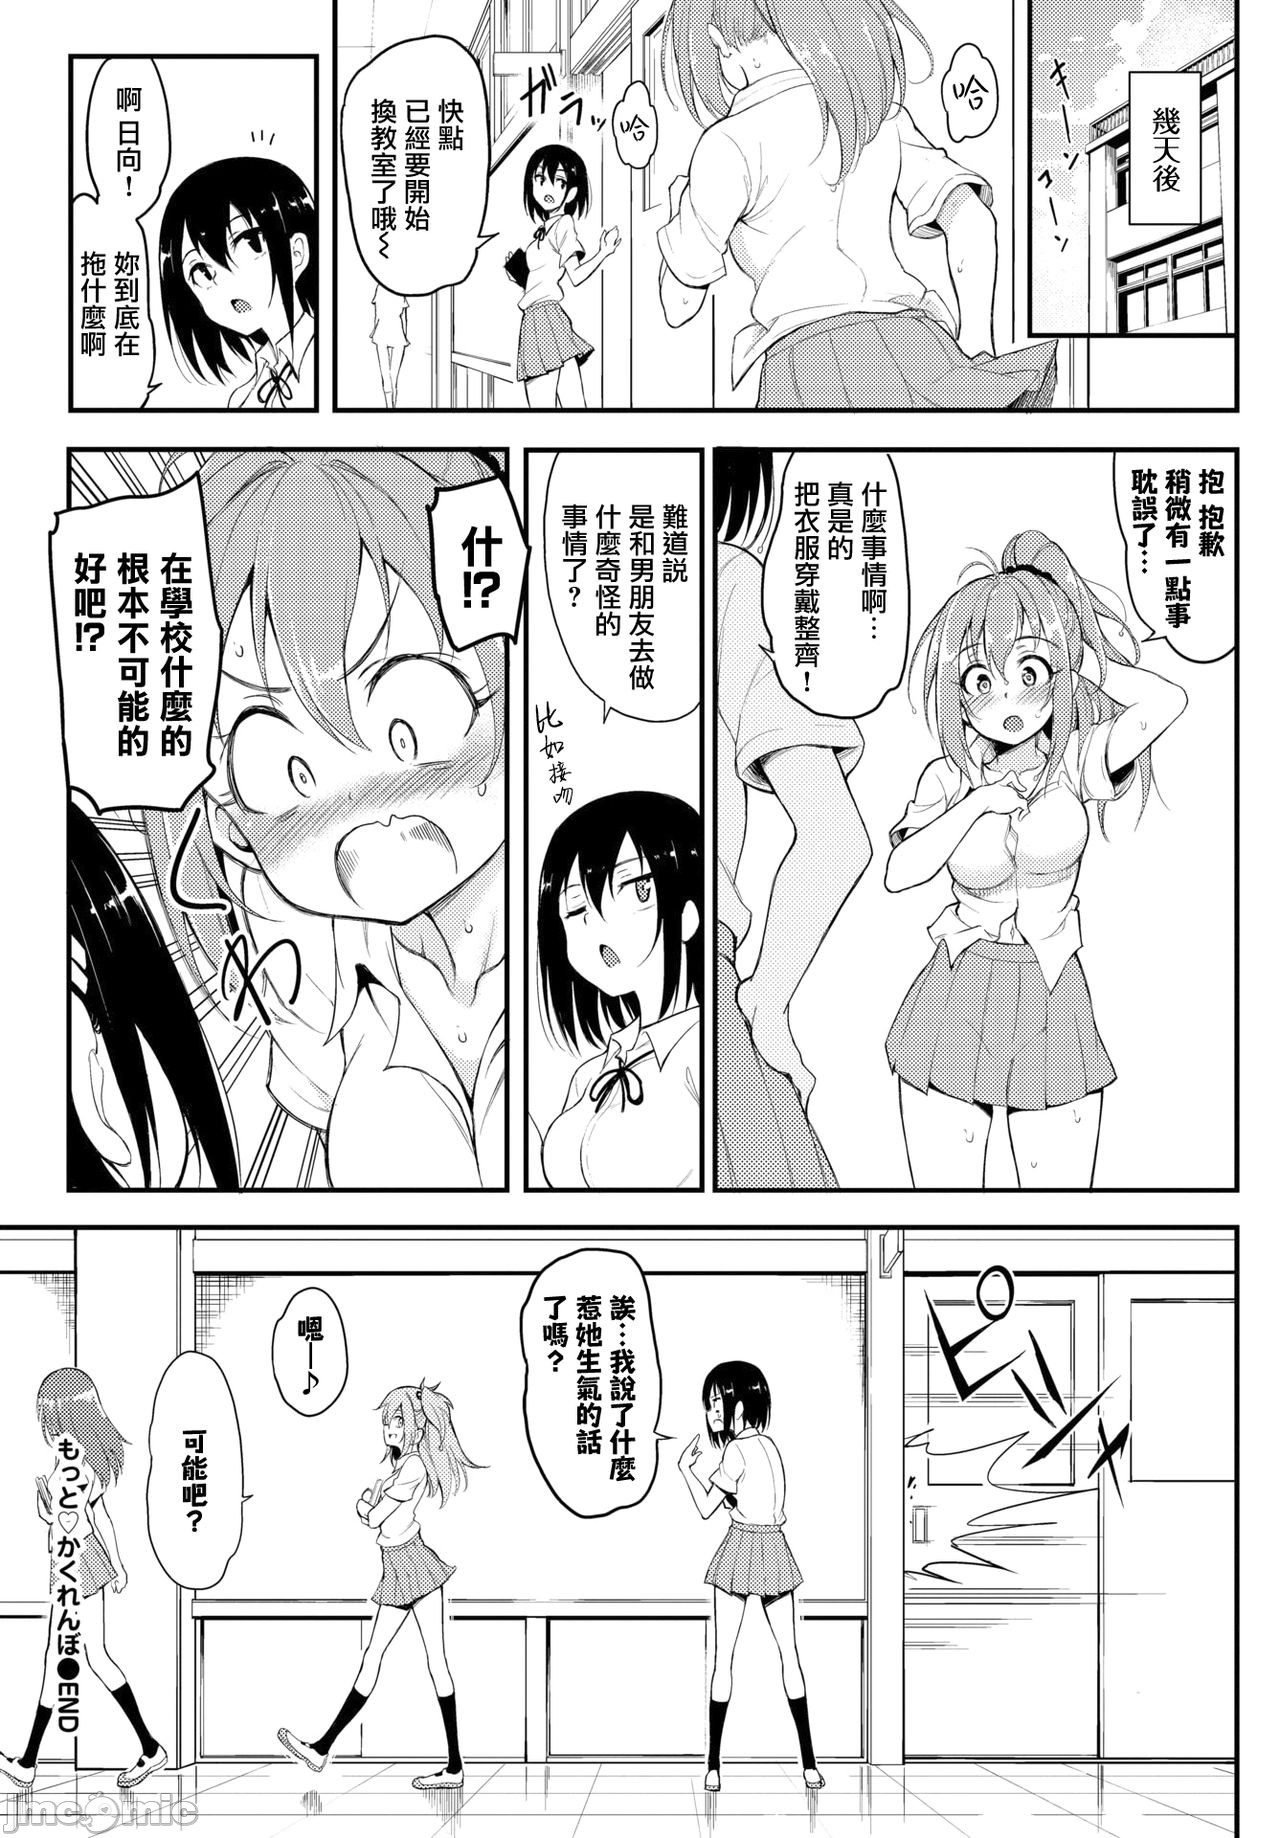 幾天後
キーン
コーン
哈
哈
ガラッ
快點
已經要開始
換教室了哦~
啊日向！
妳到底在
拖什麼啊
抱 抱歉
稍微有一點事
耽誤了…
什麼事情啊…
真是的
把衣服穿戴整齊！
難道說
是和男朋友去做
什麼奇怪的
事情了？
比如接吻
什!?
在學校什麼的
根本不可能的
好吧!?
ピシャ
誒…我說了什麼
惹她生氣的話
了嗎？
嗯ー♪
可能吧？
もっと♡かくれんぼ●END
jmcomic